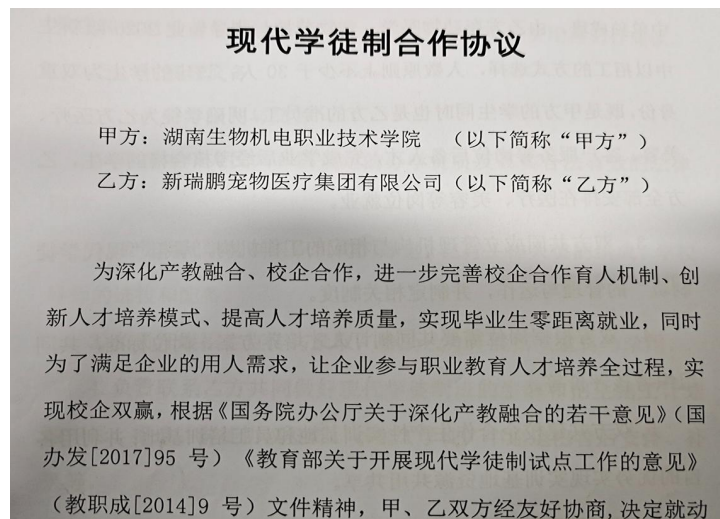 现代学徒制合作协议
甲方：湖南生物机电职业技术学院 （以下简称“甲方”）
乙方：新瑞鹏宠物医疗集团有限公司（以下简称“乙方”）
为深化产教融合、校企合作，进一步完善校企合作育人机制、创
新人才培养模式、提高人才培养质量，实现毕业生零距离就业，同时
为了满足企业的用人需求，让企业参与职业教育人才培养全过程，实
现校企双赢，根据《国务院办公厅关于深化产教融合的若干意见》（国
办发[2017]95 号）《教育部关于开展现代学徒制试点工作的意见》
（教职成[2014]9 号）文件精神，甲、乙双方经友好协商,决定就动